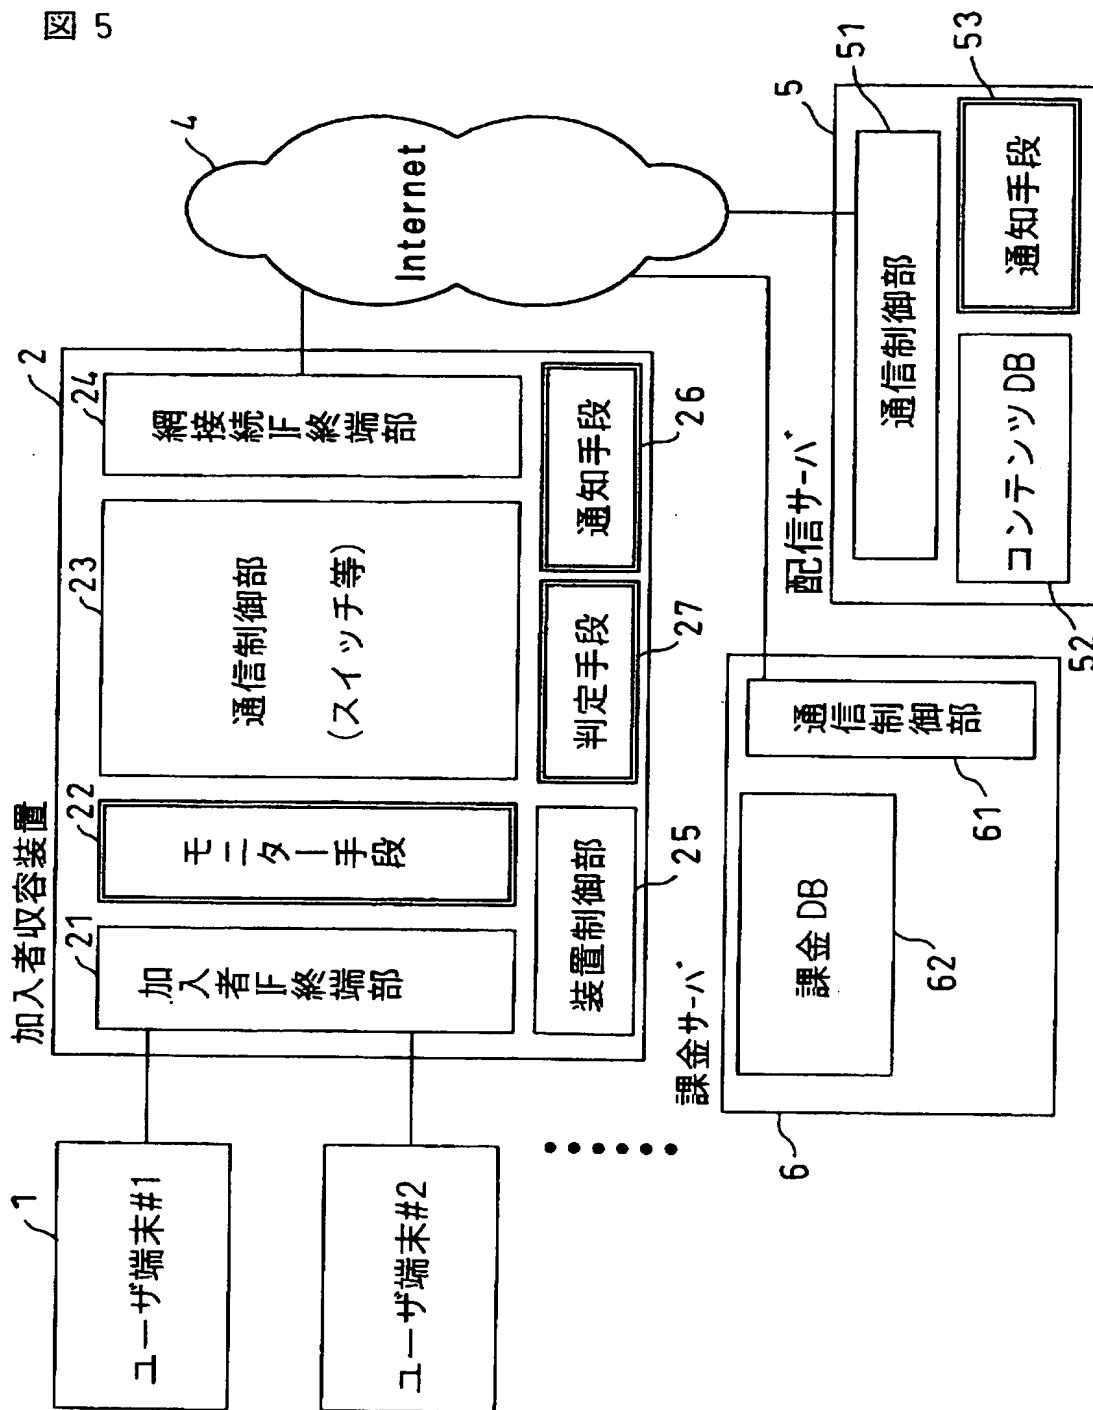 図 5
1
ユーザ端末#1
ユーザ端末#2
加入者収容装置
2
21
加入者IF終端部
22
モニター手段
23
通信制御部
(スイッチ等)
24
網接続IF終端部
装置制御部
25
判定手段
27
通知手段
26
4
Internet
課金サーバ
6
課金DB
62
通信制御部
61
配信サーバ
5
通信制御部
51
コンテンツDB
52
通知手段
53